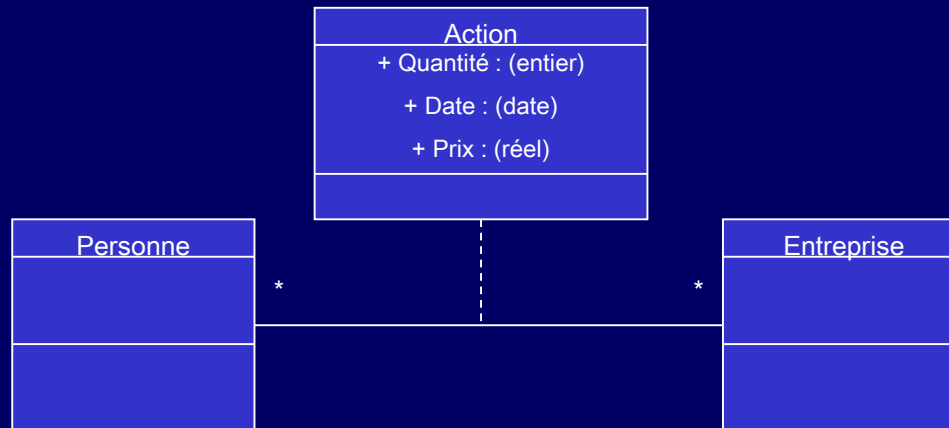 Action
+ Quantité : (entier)
+ Date : (date)
+ Prix : (réel)
Personne
Entreprise
*
*